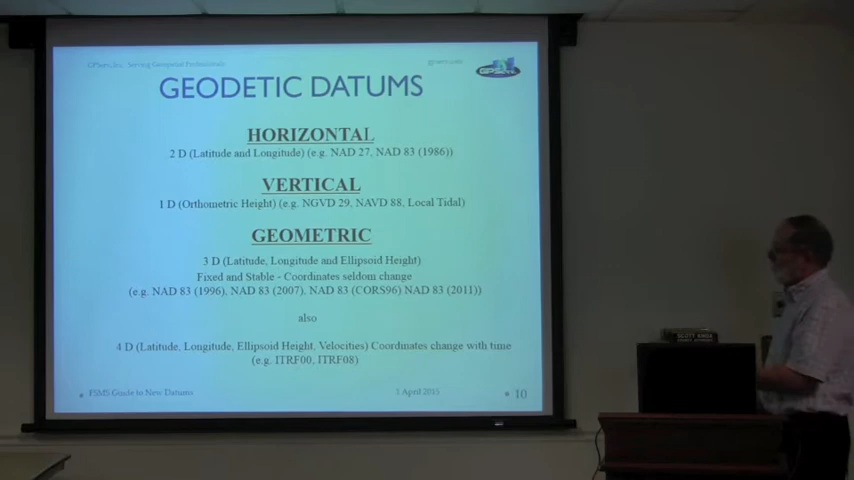 GPServ, Inc. Serving Geospatial Professionals
GEODETIC DATUMS
HORIZONTAL
2 D (Latitude and Longitude) (e.g. NAD 27, NAD 83 (1986))
VERTICAL
1 D (Orthometric Height) (e.g. NGVD 29, NAVD 88, Local Tidal)
GEOMETRIC
3 D (Latitude, Longitude and Ellipsoid Height)
Fixed and Stable - Coordinates seldom change
(e.g. NAD 83 (1996), NAD 83 (2007), NAD 83 (CORS96) NAD 83 (2011))
also
4 D (Latitude, Longitude, Ellipsoid Height, Velocities) Coordinates change with time
(e.g. ITRF00, ITRF08)
FSMS Guide to New Datums
1 April 2015
10